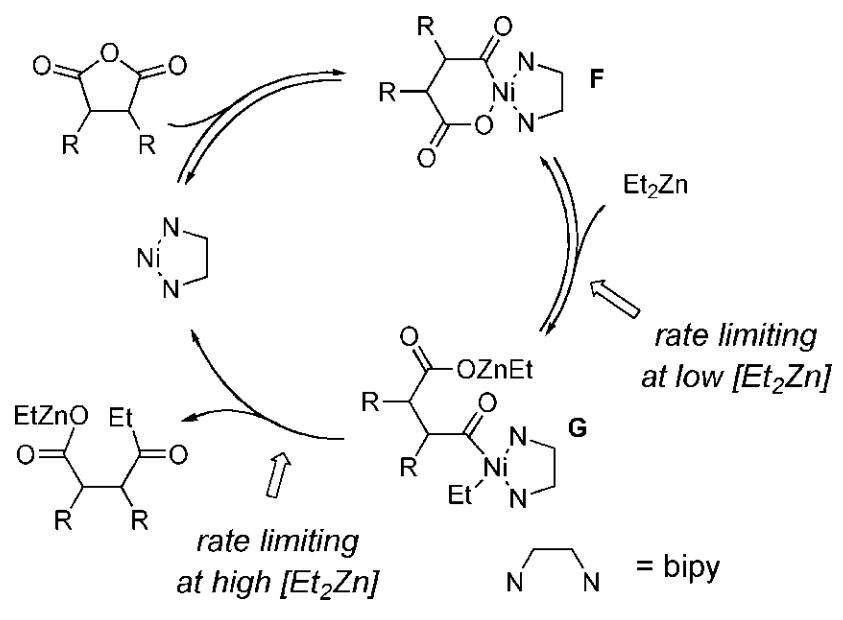 O
O
O
R
R
R
O
R
N
Ni
O
N
O
F
Et₂Zn
N
Ni
N
rate limiting
at low [Et₂Zn]
O
OZnEt
R
O
R
N
Ni
Et
N
G
EtZnO
Et
O
O
R
R
rate limiting
at high [Et₂Zn]
N
N
= bipy